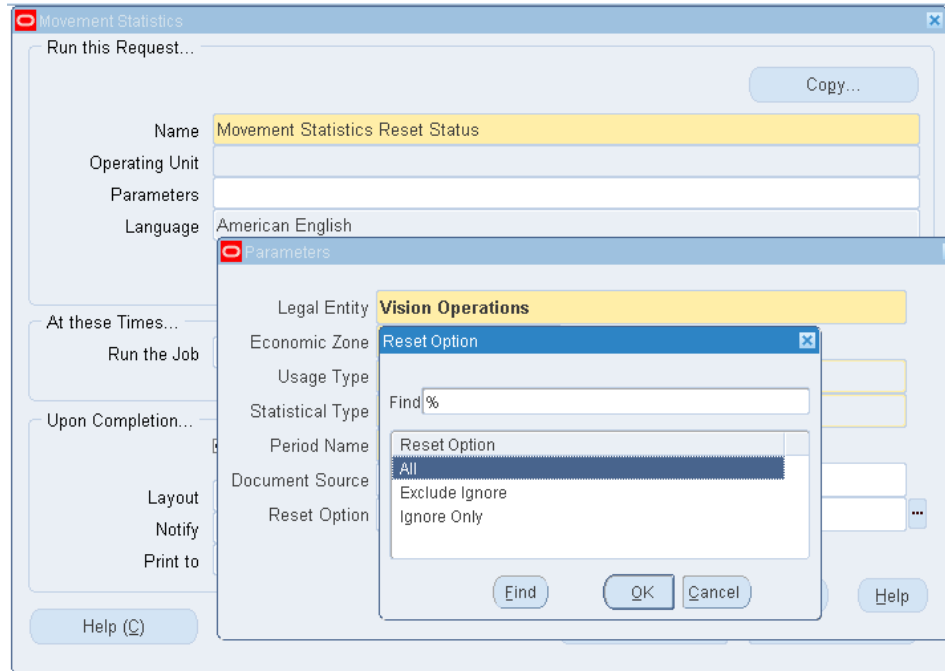 Movement Statistics
Run this Request...
Copy...
Name Movement Statistics Reset Status
Operating Unit
Parameters
Language American English
Parameters
Legal Entity Vision Operations
At these Times...
Run the Job
Economic Zone
Reset Option
Usage Type
Find %
Statistical Type
Upon Completion...
Period Name
Reset Option
All
Document Source
Exclude Ignore
Layout
Reset Option
Ignore Only
...
Notify
Print to
Find
OK
Cancel
Help
Help (C)